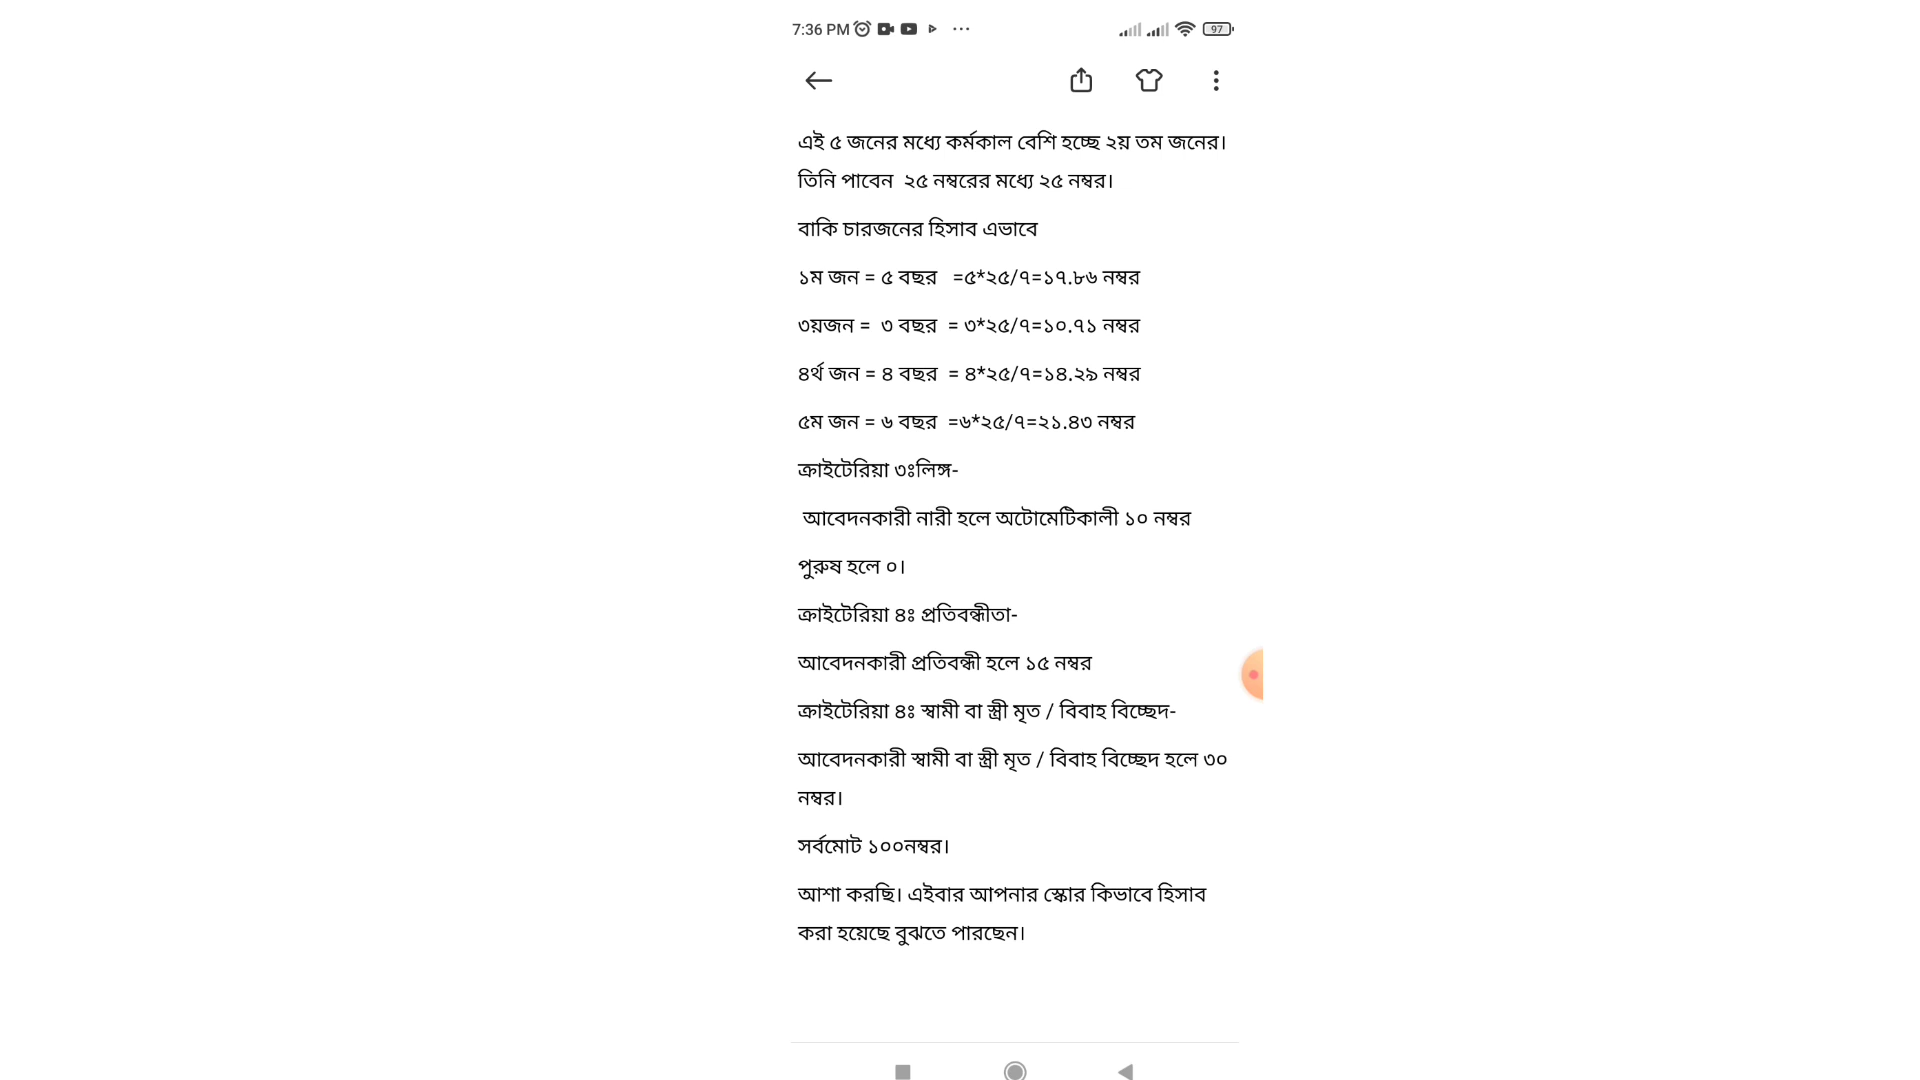 7:36 PM
97
এই ৫ জনের মধ্যে কর্মকাল বেশি হচ্ছে ২য় তম জনের।
তিনি পাবেন  ২৫ নম্বরের মধ্যে ২৫ নম্বর।
বাকি চারজনের হিসাব এভাবে
১ম জন = ৫ বছর   =৫*২৫/৭=১৭.৮৬ নম্বর
৩য়জন =  ৩ বছর  = ৩*২৫/৭=১০.৭১ নম্বর
৪র্থ জন = ৪ বছর  = ৪*২৫/৭=১৪.২৯ নম্বর
৫ম জন = ৬ বছর  =৬*২৫/৭=২১.৪৩ নম্বর
ক্রাইটেরিয়া ৩ঃলিঙ্গ-
আবেদনকারী নারী হলে অটোমেটিকালী ১০ নম্বর
পুরুষ হলে ০।
ক্রাইটেরিয়া ৪ঃ প্রতিবন্ধীতা-
আবেদনকারী প্রতিবন্ধী হলে ১৫ নম্বর
ক্রাইটেরিয়া ৪ঃ স্বামী বা স্ত্রী মৃত / বিবাহ বিচ্ছেদ-
আবেদনকারী স্বামী বা স্ত্রী মৃত / বিবাহ বিচ্ছেদ হলে ৩০
নম্বর।
সর্বমোট ১০০নম্বর।
আশা করছি। এইবার আপনার স্কোর কিভাবে হিসাব
করা হয়েছে বুঝতে পারছেন।